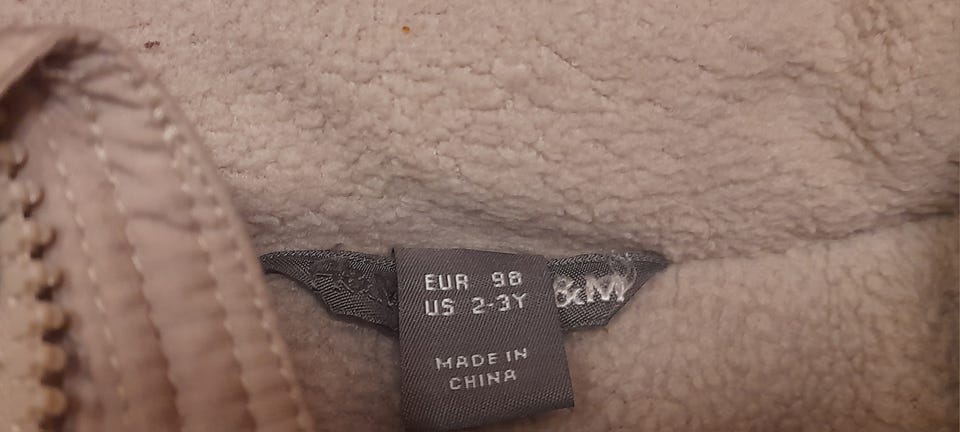 EUR 98
US 2-3Y
&M
MADE IN
CHINA